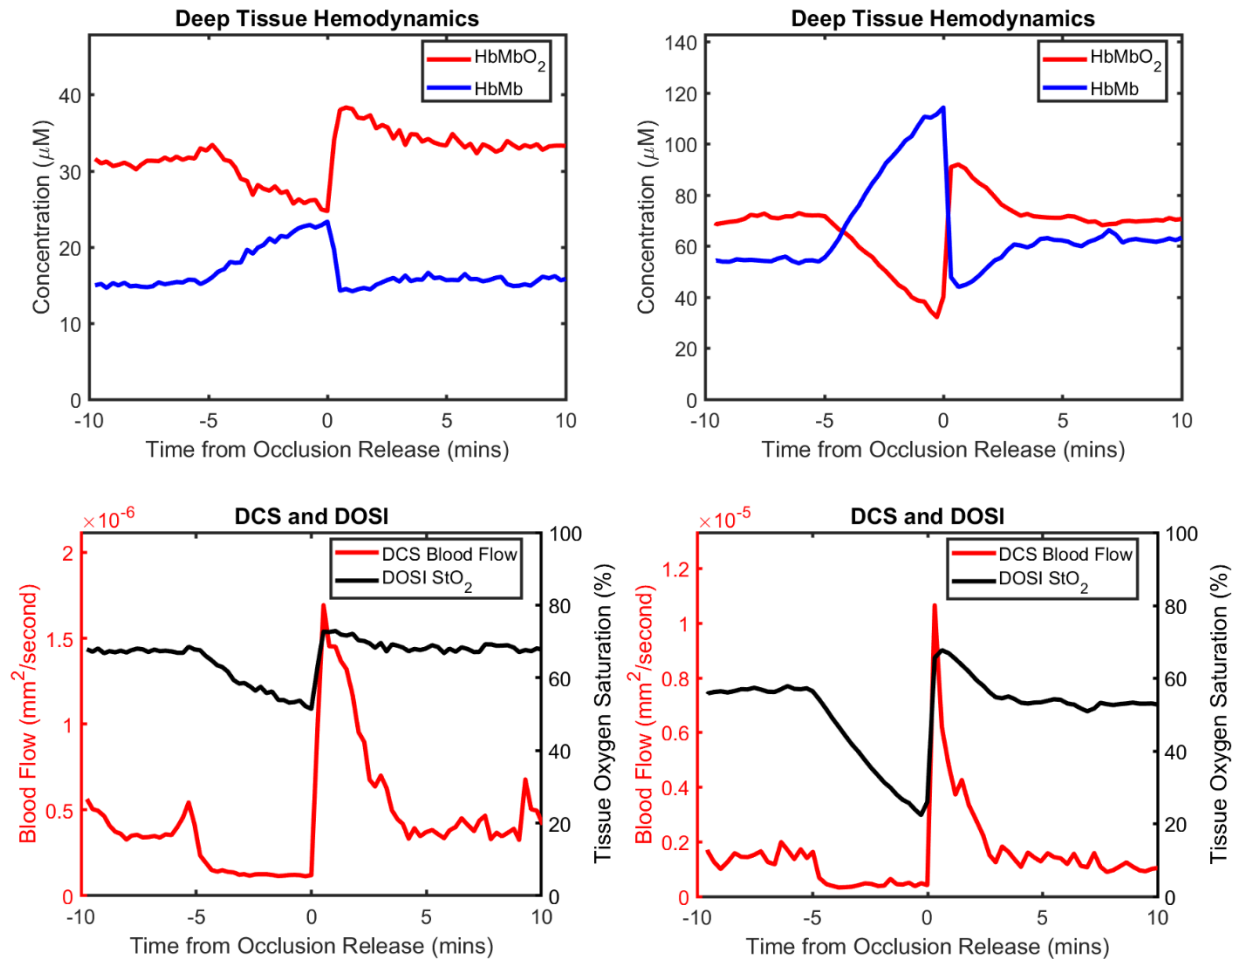 Deep Tissue Hemodynamics
Concentration (μM)
40
30
20
10
0
HbMbO2
HbMb
-10 -5 0 5 10
Time from Occlusion Release (mins)
Deep Tissue Hemodynamics
Concentration (μM)
140
120
100
80
60
40
20
0
HbMbO2
HbMb
-10 -5 0 5 10
Time from Occlusion Release (mins)
DCS and DOSI
×10-6
Blood Flow (mm2/second)
2
1.5
1
0.5
0
DCS Blood Flow
DOSI StO2
100
80
60
40
20
0
Tissue Oxygen Saturation (%)
-10 -5 0 5 10
Time from Occlusion Release (mins)
DCS and DOSI
×10-5
Blood Flow (mm2/second)
1.2
1
0.8
0.6
0.4
0.2
0
DCS Blood Flow
DOSI StO2
100
80
60
40
20
0
Tissue Oxygen Saturation (%)
-10 -5 0 5 10
Time from Occlusion Release (mins)